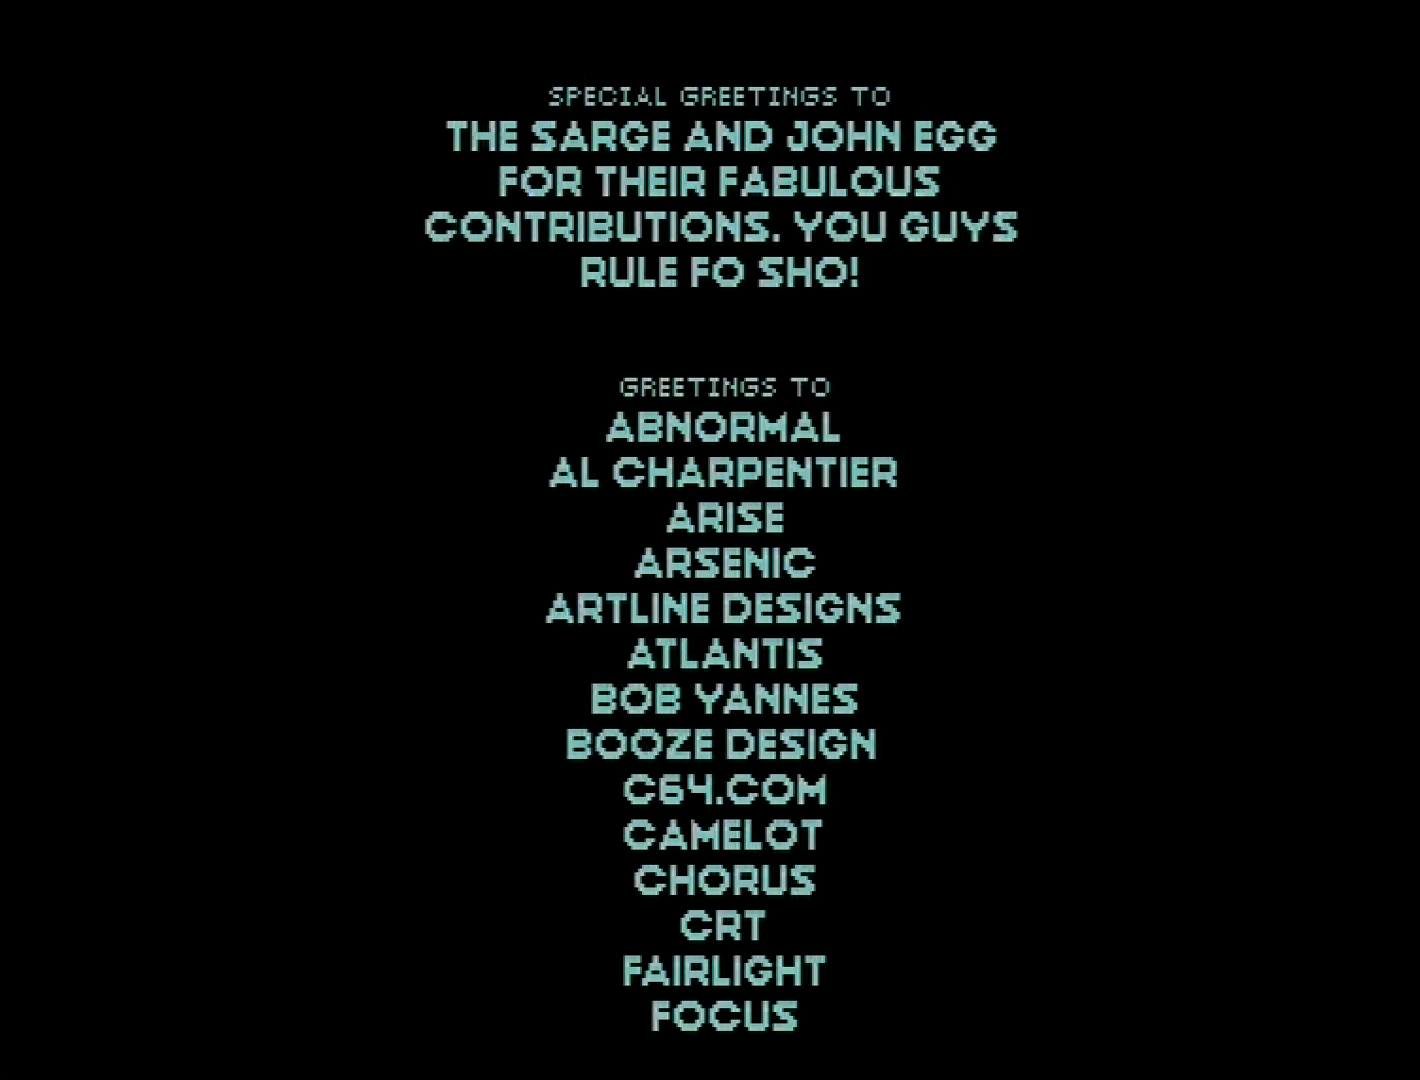 SPECIAL GREETINGS TO
THE SARGE AND JOHN EGG
FOR THEIR FABULOUS
CONTRIBUTIONS. YOU GUYS
RULE FO SHO!
GREETINGS TO
ABNORMAL
AL CHARPENTIER
ARISE
ARSENIC
ARTLINE DESIGNS
ATLANTIS
BOB YANNES
BOOZE DESIGN
C64.COM
CAMELOT
CHORUS
CRT
FAIRLIGHT
FOCUS